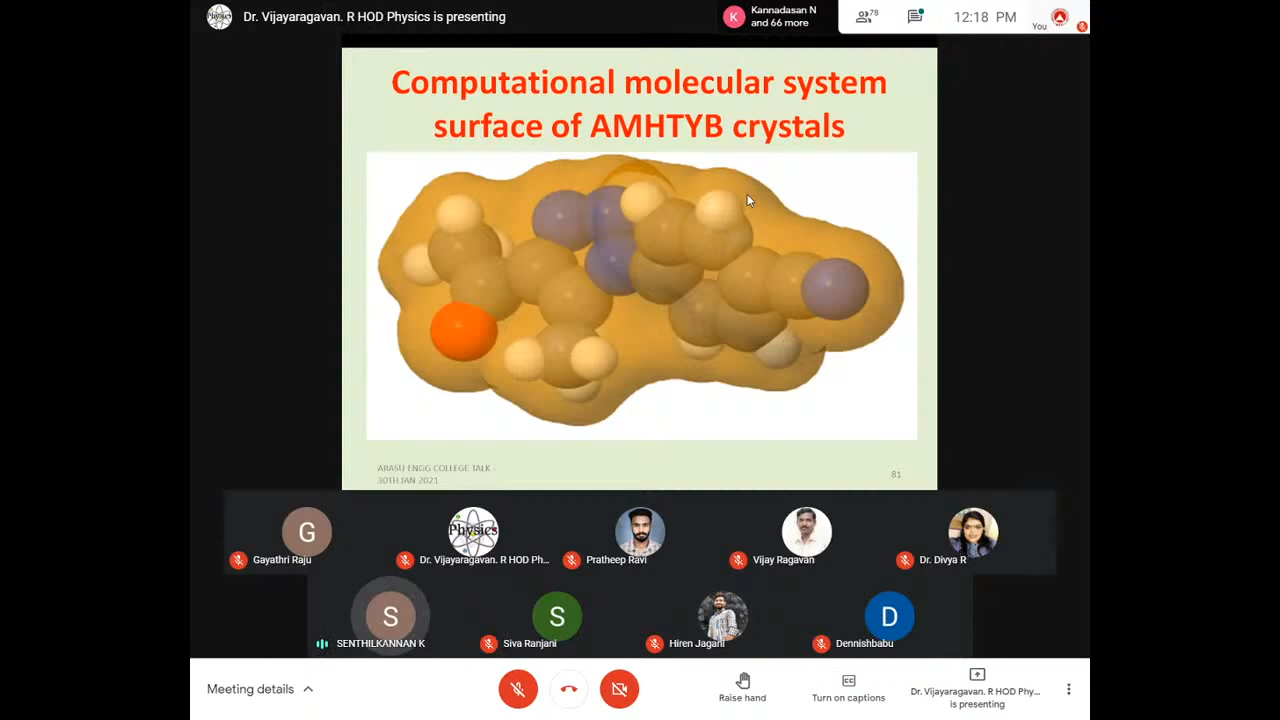 Dr. Vijayaragavan. R HOD Physics is presenting
K
Kannadasan N
and 66 more
78
12:18 PM
You
Computational molecular system
surface of AMHTYB crystals
ARASU ENGG COLLEGE TALK -
30TH JAN 2021
81
G
Physics
Gayathri Raju
Dr. Vijayaragavan. R HOD Ph...
Pratheep Ravi
Vijay Ragavan
Dr. Divya R
S
S
D
SENTHILKANNAN K
Siva Ranjani
Hiren Jagani
Dennishbabu
Meeting details
Raise hand
CC
Turn on captions
Dr. Vijayaragavan. R HOD Phy...
is presenting